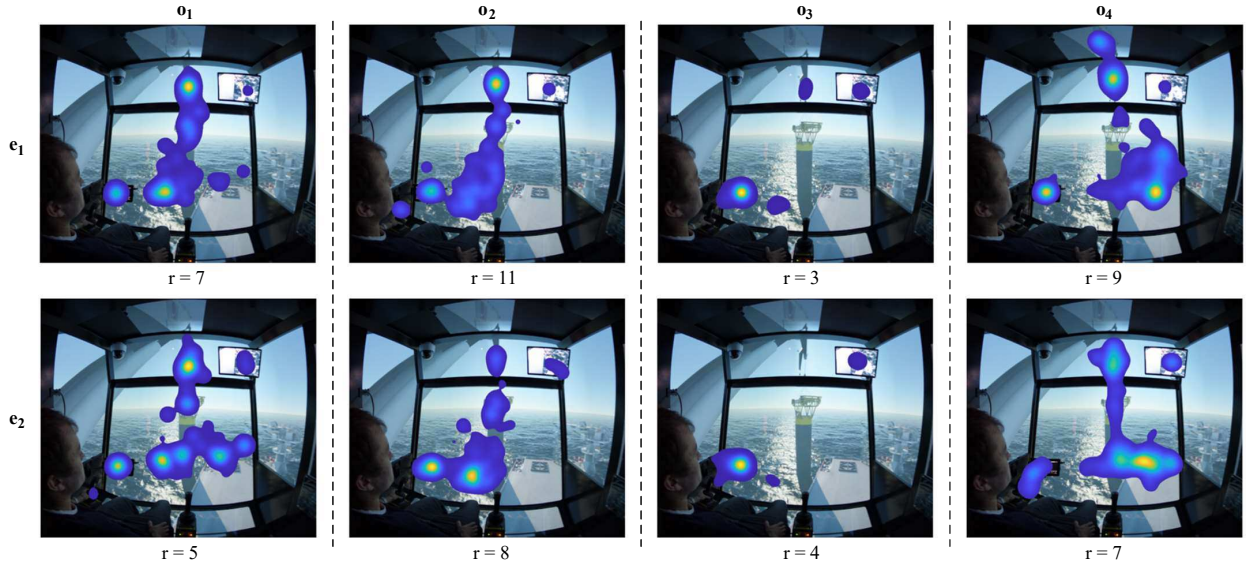 o1 o2 o3 o4
e1
r = 7 r = 11 r = 3 r = 9
e2
r = 5 r = 8 r = 4 r = 7